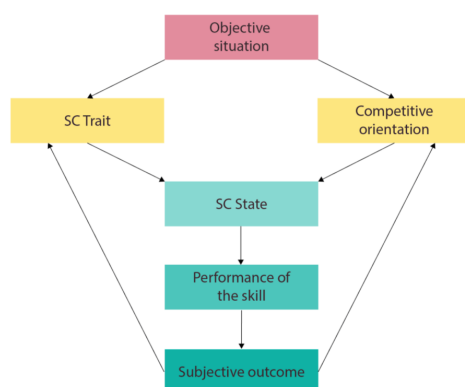 Objective
situation
SC Trait
Competitive
orientation
SC State
Performance of
the skill
Subjective outcome